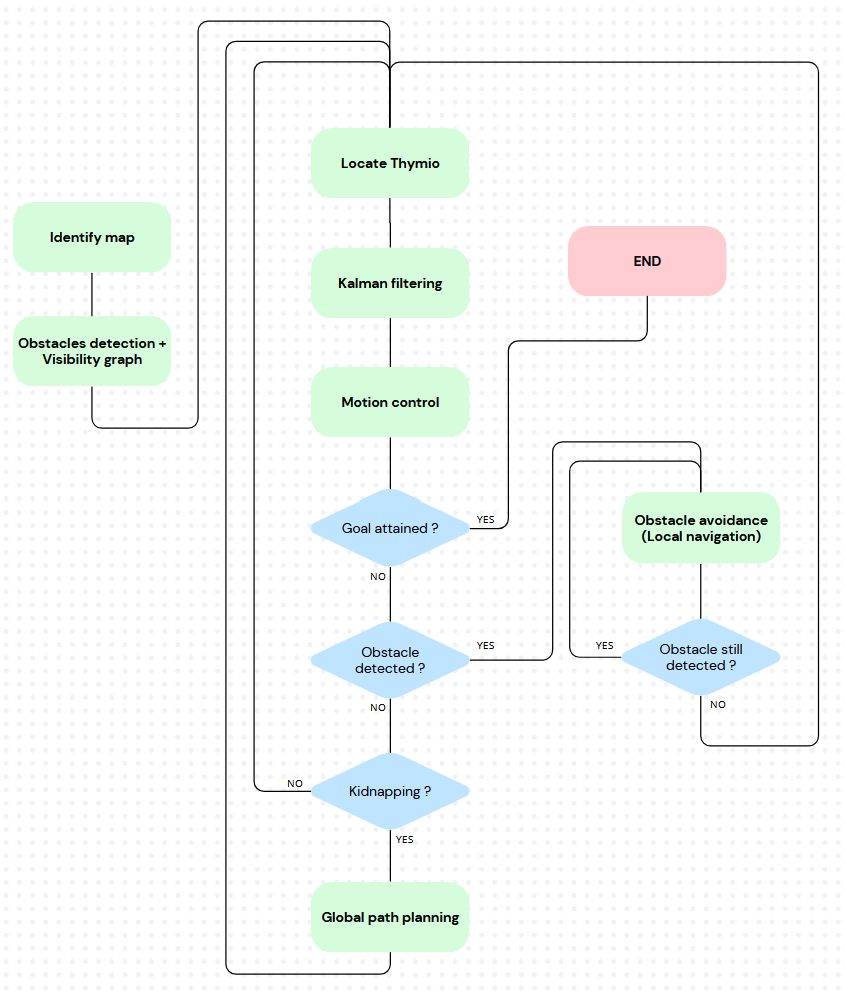 Locate Thymio
Identify map
Obstacles detection +
Visibility graph
Kalman filtering
END
Motion control
Goal attained ?
YES
NO
Obstacle avoidance
(Local navigation)
Obstacle
detected ?
YES
NO
Obstacle still
detected ?
YES
NO
Kidnapping ?
NO
YES
Global path planning